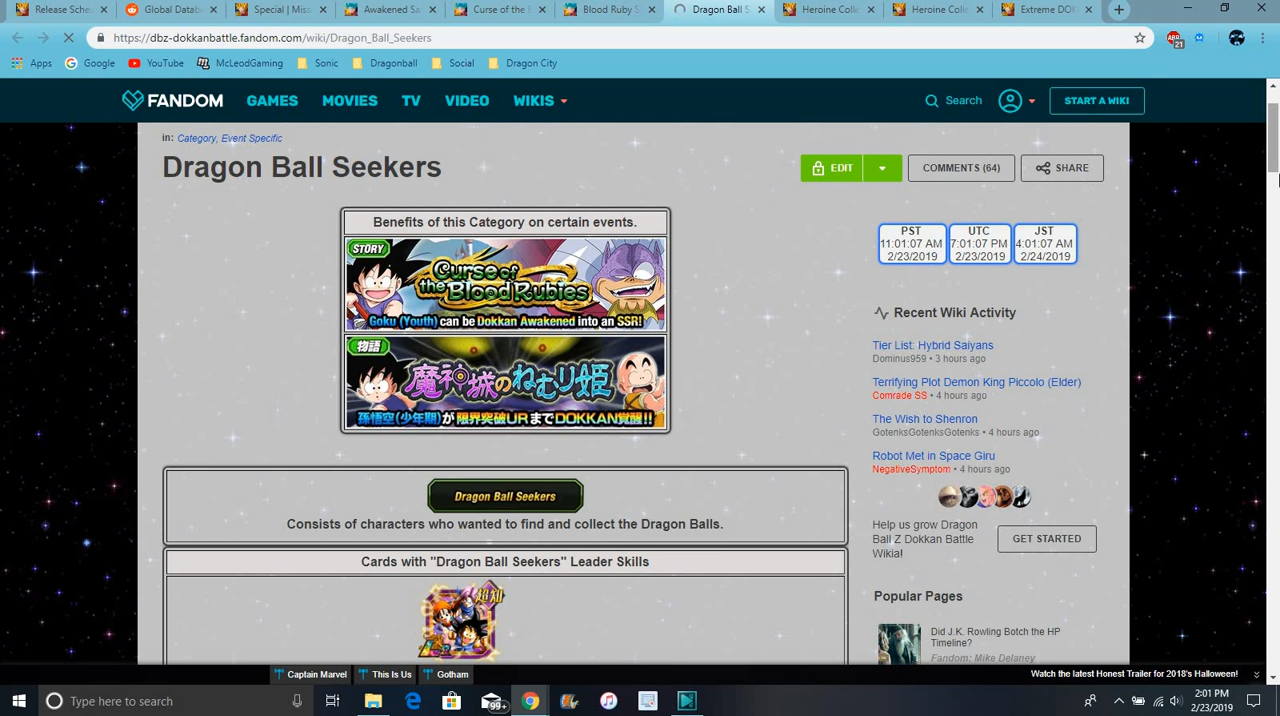 Release Sche
Global Datab
Special | Miss
Awakened Sa
Curse of the
Blood Ruby S
Dragon Ball S
Heroine Colle
Heroine Colle
Extreme DOK
https://dbz-dokkanbattle.fandom.com/wiki/Dragon_Ball_Seekers
21
Apps
Google
YouTube
McLeodGaming
Sonic
Dragonball
Social
Dragon City
FANDOM
GAMES
MOVIES
TV
VIDEO
WIKIS
Search
START A WIKI
in: Category, Event Specific
Dragon Ball Seekers
EDIT
COMMENTS (64)
SHARE
Benefits of this Category on certain events.
STORY
Curse of
the Blood Rubies
Goku (Youth) can be Dokkan Awakened into an SSR!
物語
魔神城のねむり姫
孫悟空(少年期)が限界突破URまでDOKKAN覚醒!!
PST
11:01:07 AM
2/23/2019
UTC
7:01:07 PM
2/23/2019
JST
4:01:07 AM
2/24/2019
Dragon Ball Seekers
Consists of characters who wanted to find and collect the Dragon Balls.
Cards with "Dragon Ball Seekers" Leader Skills
超知
Recent Wiki Activity
Tier List: Hybrid Saiyans
Dominus959 • 3 hours ago
Terrifying Plot Demon King Piccolo (Elder)
Comrade SS • 4 hours ago
The Wish to Shenron
GotenksGotenksGotenks • 4 hours ago
Robot Met in Space Giru
NegativeSymptom • 4 hours ago
Help us grow Dragon
Ball Z Dokkan Battle
Wikia!
GET STARTED
Popular Pages
Did J.K. Rowling Botch the HP
Timeline?
Fandom: Mike Delaney
Captain Marvel
This Is Us
Gotham
Watch the latest Honest Trailer for 2018's Halloween!
Type here to search
99+
2:01 PM
2/23/2019